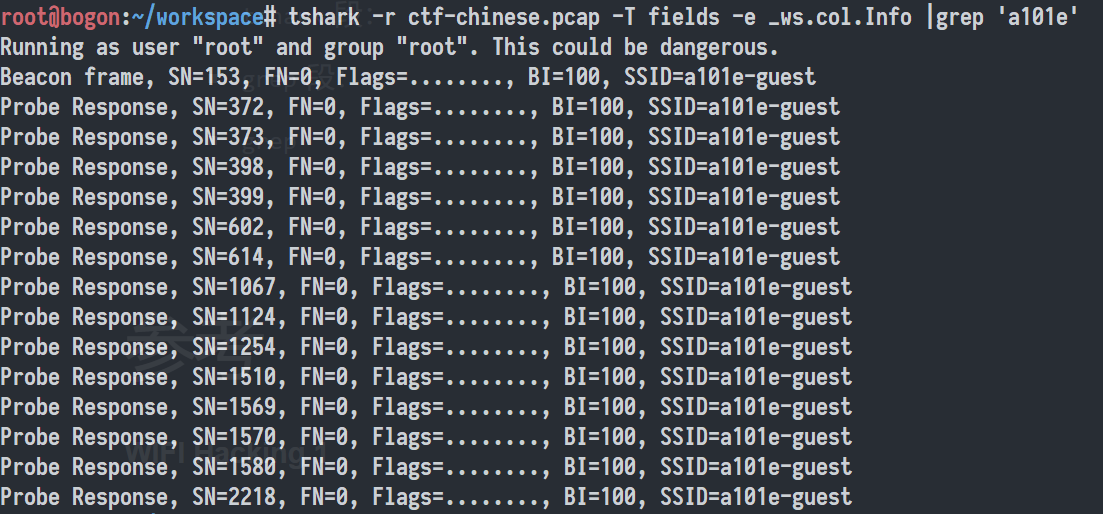 root@bogon:~/workspace# tshark -r ctf-chinese.pcap -T fields -e _ws.col.Info |grep 'a101e'
Running as user "root" and group "root". This could be dangerous.
Beacon frame, SN=153, FN=0, Flags=........, BI=100, SSID=a101e-guest
Probe Response, SN=372, FN=0, Flags=........, BI=100, SSID=a101e-guest
Probe Response, SN=373, FN=0, Flags=........, BI=100, SSID=a101e-guest
Probe Response, SN=398, FN=0, Flags=........, BI=100, SSID=a101e-guest
Probe Response, SN=399, FN=0, Flags=........, BI=100, SSID=a101e-guest
Probe Response, SN=602, FN=0, Flags=........, BI=100, SSID=a101e-guest
Probe Response, SN=614, FN=0, Flags=........, BI=100, SSID=a101e-guest
Probe Response, SN=1067, FN=0, Flags=........, BI=100, SSID=a101e-guest
Probe Response, SN=1124, FN=0, Flags=........, BI=100, SSID=a101e-guest
Probe Response, SN=1254, FN=0, Flags=........, BI=100, SSID=a101e-guest
参考
Probe Response, SN=1510, FN=0, Flags=........, BI=100, SSID=a101e-guest
Probe Response, SN=1569, FN=0, Flags=........, BI=100, SSID=a101e-guest
Probe Response, SN=1570, FN=0, Flags=........, BI=100, SSID=a101e-guest
WIFI Hacking 1
Probe Response, SN=1580, FN=0, Flags=........, BI=100, SSID=a101e-guest
Probe Response, SN=2218, FN=0, Flags=........, BI=100, SSID=a101e-guest